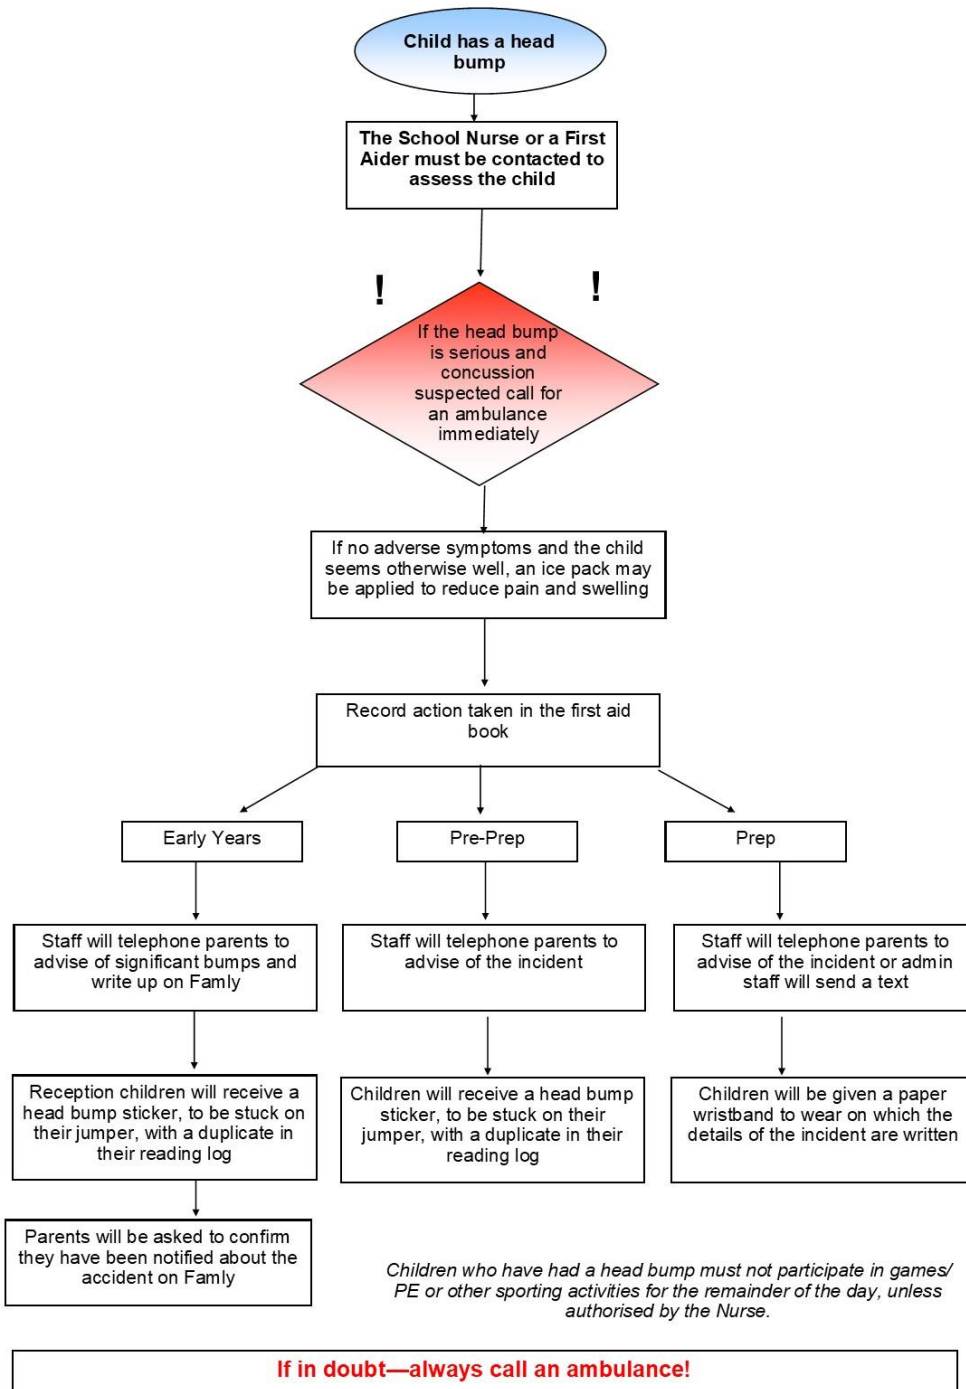 Child has a head
bump
The School Nurse or a First
Aider must be contacted to
assess the child
!
!
If the head bump
is serious and
concussion
suspected call for
an ambulance
immediately
If no adverse symptoms and the child
seems otherwise well, an ice pack may
be applied to reduce pain and swelling
Record action taken in the first aid
book
Early Years
Pre-Prep
Prep
Staff will telephone parents to
advise of significant bumps and
write up on Famly
Staff will telephone parents to
advise of the incident
Staff will telephone parents to
advise of the incident or admin
staff will send a text
Reception children will receive a
head bump sticker, to be stuck on
their jumper, with a duplicate in
their reading log
Children will receive a head bump
sticker, to be stuck on their
jumper, with a duplicate in their
reading log
Children will be given a paper
wristband to wear on which the
details of the incident are written
Parents will be asked to confirm
they have been notified about the
accident on Famly
Children who have had a head bump must not participate in games/
PE or other sporting activities for the remainder of the day, unless
authorised by the Nurse.
If in doubt—always call an ambulance!